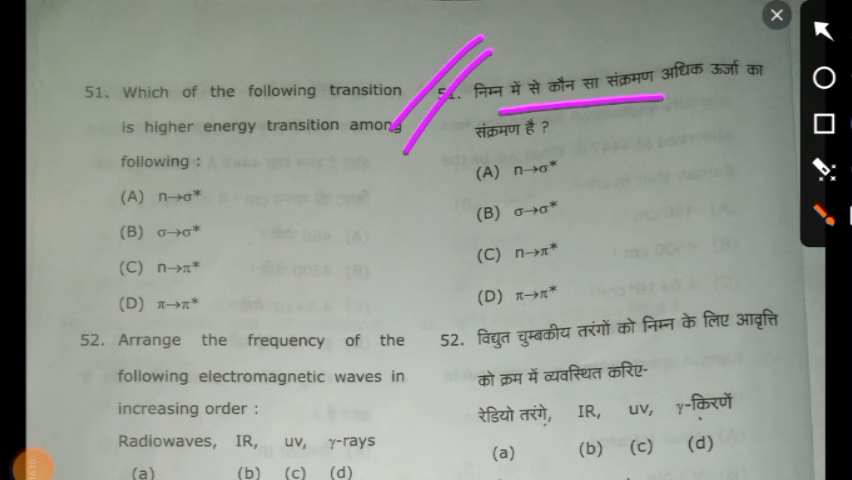 51. Which of the following transition
is higher energy transition among
following :
(A) n→σ*
(B) σ→σ*
(C) n→π*
(D) π→π*
52. Arrange the frequency of the
following electromagnetic waves in
increasing order :
Radiowaves, IR, uv, γ-rays
(a) (b) (c) (d)
51. निम्न में से कौन सा संक्रमण अधिक ऊर्जा का
संक्रमण है ?
(A) n→σ*
(B) σ→σ*
(C) n→π*
(D) π→π*
52. विद्युत चुम्बकीय तरंगों को निम्न के लिए आवृत्ति
को क्रम में व्यवस्थित करिए-
रेडियो तरंगे, IR, uv, γ-किरणें
(a) (b) (c) (d)